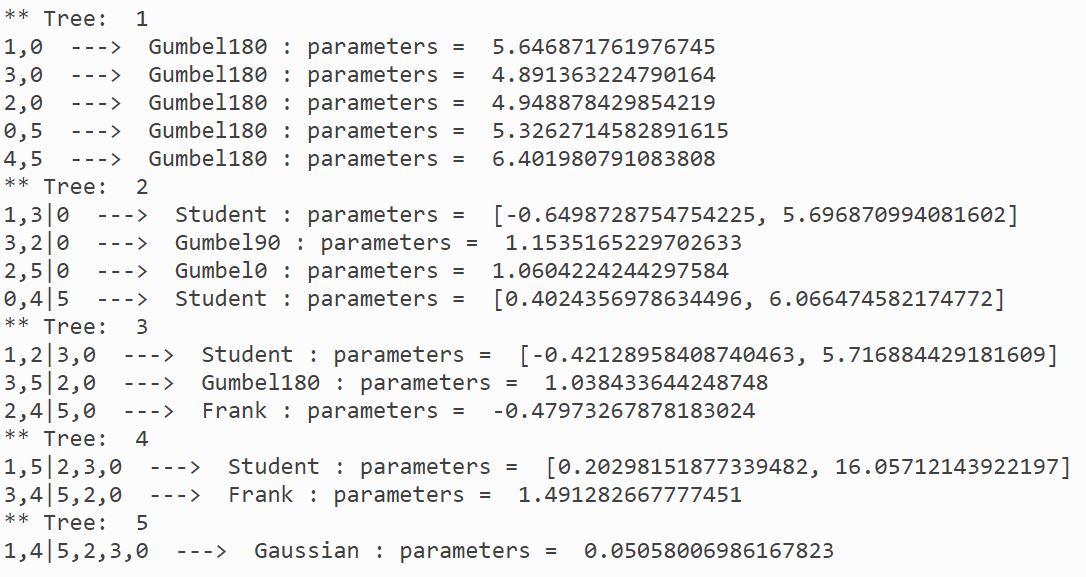 ** Tree:  1
1,0  --->  Gumbel180 : parameters =  5.646871761976745
3,0  --->  Gumbel180 : parameters =  4.891363224790164
2,0  --->  Gumbel180 : parameters =  4.948878429854219
0,5  --->  Gumbel180 : parameters =  5.3262714582891615
4,5  --->  Gumbel180 : parameters =  6.401980791083808
** Tree:  2
1,3|0  --->  Student : parameters =  [-0.6498728754754225, 5.696870994081602]
3,2|0  --->  Gumbel90 : parameters =  1.1535165229702633
2,5|0  --->  Gumbel0 : parameters =  1.0604224244297584
0,4|5  --->  Student : parameters =  [0.4024356978634496, 6.066474582174772]
** Tree:  3
1,2|3,0  --->  Student : parameters =  [-0.42128958408740463, 5.716884429181609]
3,5|2,0  --->  Gumbel180 : parameters =  1.038433644248748
2,4|5,0  --->  Frank : parameters =  -0.47973267878183024
** Tree:  4
1,5|2,3,0  --->  Student : parameters =  [0.20298151877339482, 16.05712143922197]
3,4|5,2,0  --->  Frank : parameters =  1.491282667777451
** Tree:  5
1,4|5,2,3,0  --->  Gaussian : parameters =  0.05058006986167823